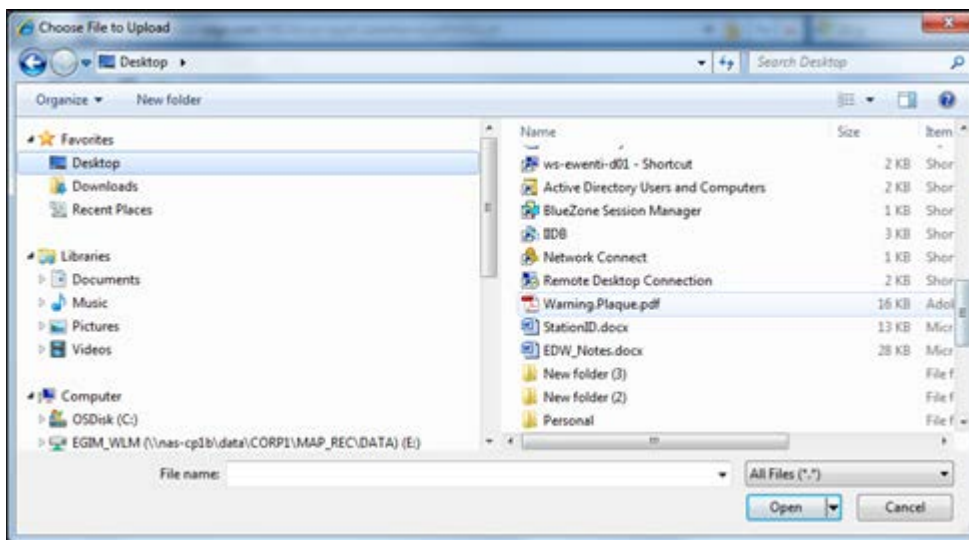 Choose File to Upload
Desktop
Search Desktop
Organize
New folder
Favorites
Desktop
Downloads
Recent Places
Libraries
Documents
Music
Pictures
Videos
Computer
OSDisk (C:)
EGIM_WLM (\\nas-cp1b\data\CORP1\MAP_REC\DATA) (E:)
Name Size Item
ws-ewenti-d01 - Shortcut 2 KB Shor
Active Directory Users and Computers 2 KB Shor
BlueZone Session Manager 1 KB Shor
3 KB Shor
Network Connect 1 KB Shor
Remote Desktop Connection 2 KB Shor
Warning.Plaque.pdf 16 KB Adol
StationID.docx 13 KB Micr
EDW_Notes.docx 28 KB Micr
New folder (3) File f
New folder (2) File f
Personal File f
File name:
All Files (*.*)
Open
Cancel